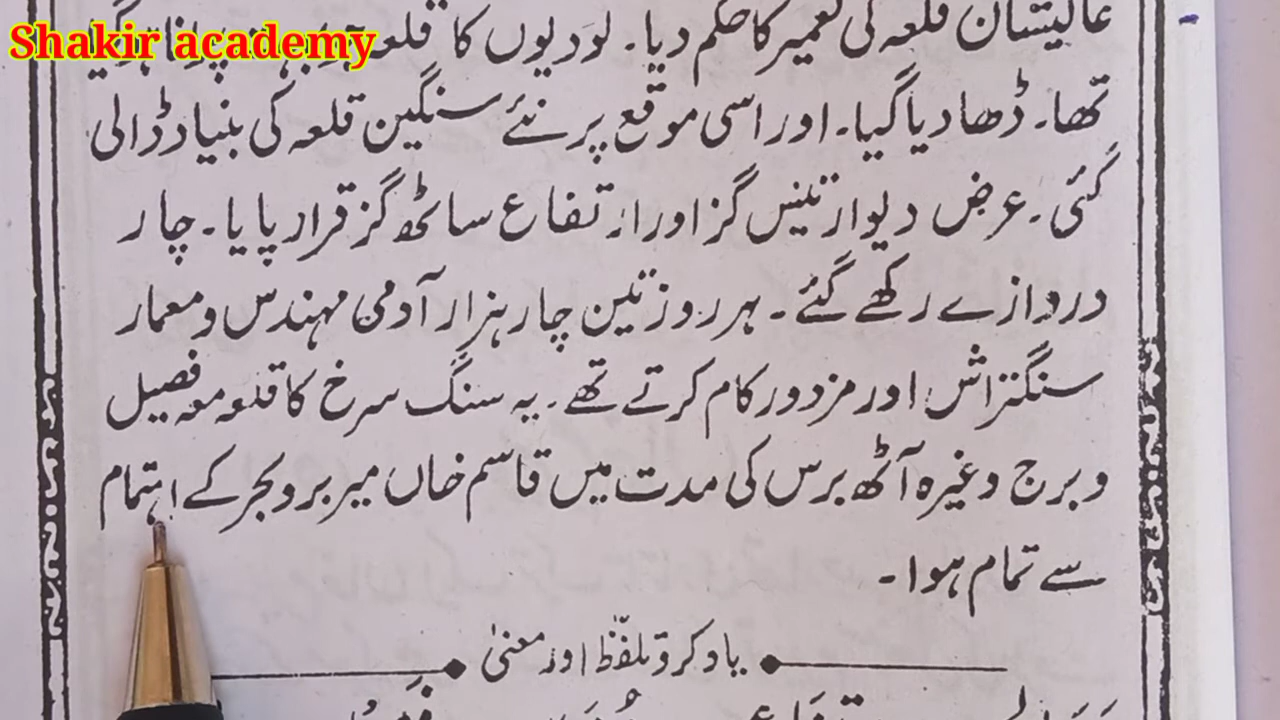 Shakir academy
عالیشان قلعہ کی تعمیر کا حکم دیا۔ لودیوں کا قلعہ
تھا۔ ڈھا دیا گیا۔ اور اسی موقع پر نئے سنگین قلعہ کی بنیاد ڈالی
گئی۔ عرض دیوار تینس گز اور ارتفاع ساٹھ گز قرار پایا۔ چار
دروازے رکھے گئے۔ ہر روز تین چار ہزار آدمی مہندس و معمار
سنگتراش اور مزدور کام کرتے تھے۔ یہ سنگ سرخ کا قلعہ معہ فصیل
و برج وغیرہ آٹھ برس کی مدت میں قاسم خاں میر بر و بحر کے اہتمام
سے تمام ہوا۔
یاد کرو تلفّظ اور معنیٰ